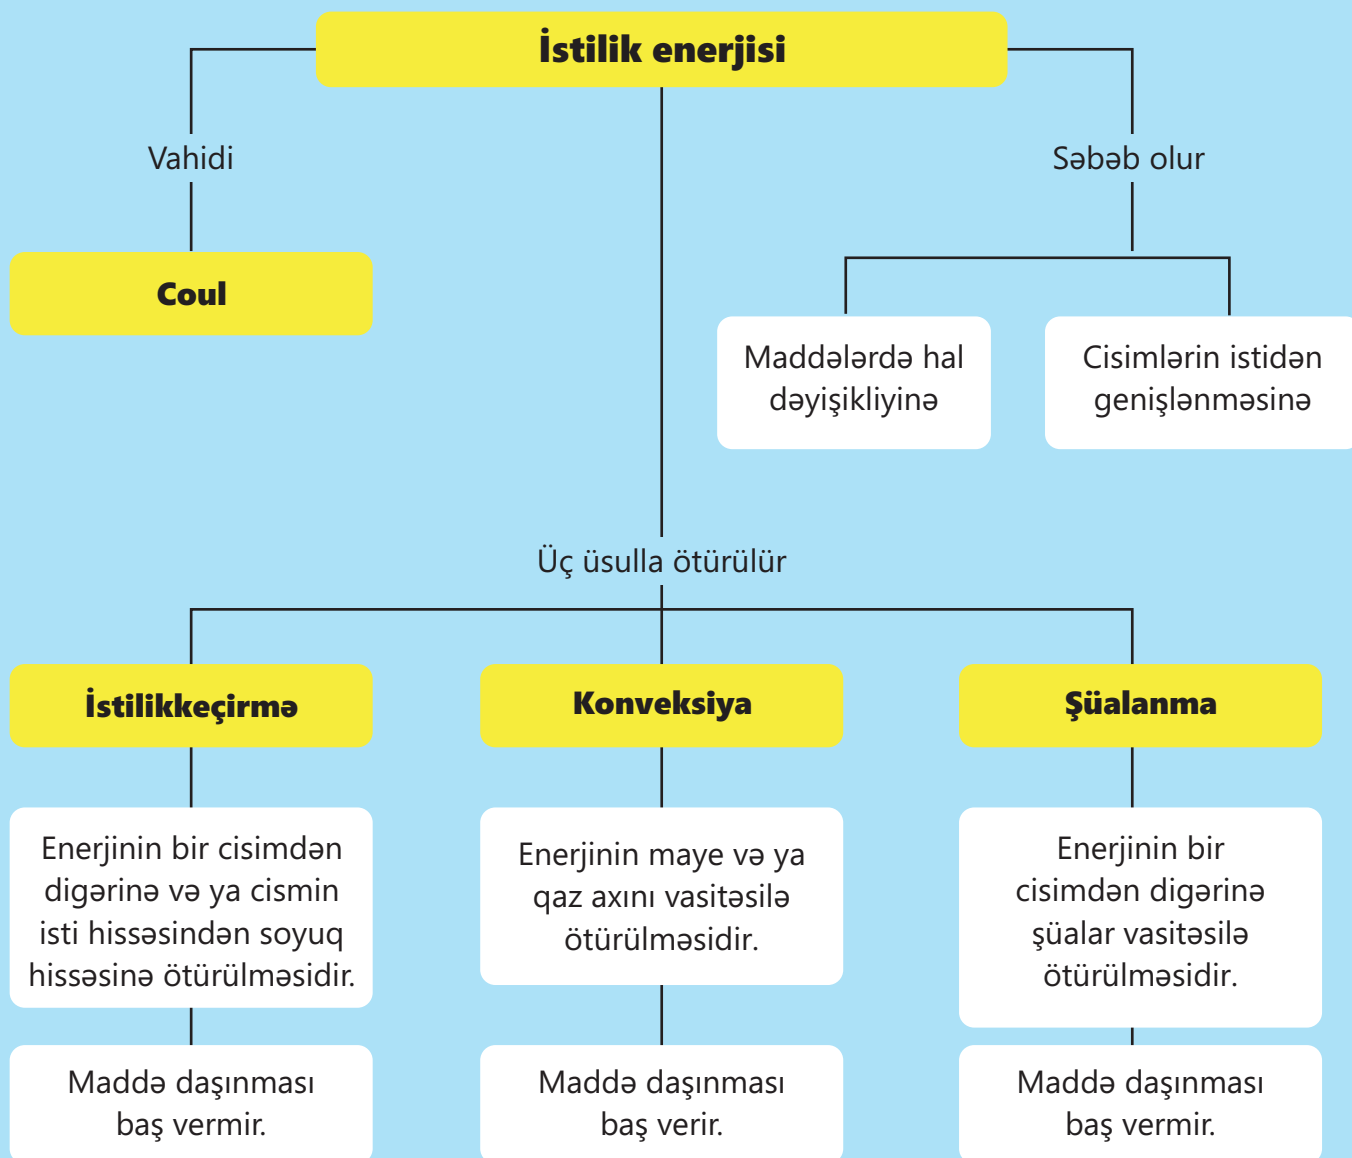 İstilik enerjisi
Vahidi
Səbəb olur
Coul
Maddələrdə hal
dəyişikliyinə
Cisimlərin istidən
genişlənməsinə
Üç üsulla ötürülür
İstilikkeçirmə
Konveksiya
Şüalanma
Enerjinin bir cisimdən
digərinə və ya cismin
isti hissəsindən soyuq
hissəsinə ötürülməsidir.
Enerjinin maye və ya
qaz axını vasitəsilə
ötürülməsidir.
Enerjinin bir
cisimdən digərinə
şüalar vasitəsilə
ötürülməsidir.
Maddə daşınması
baş vermir.
Maddə daşınması
baş verir.
Maddə daşınması
baş vermir.